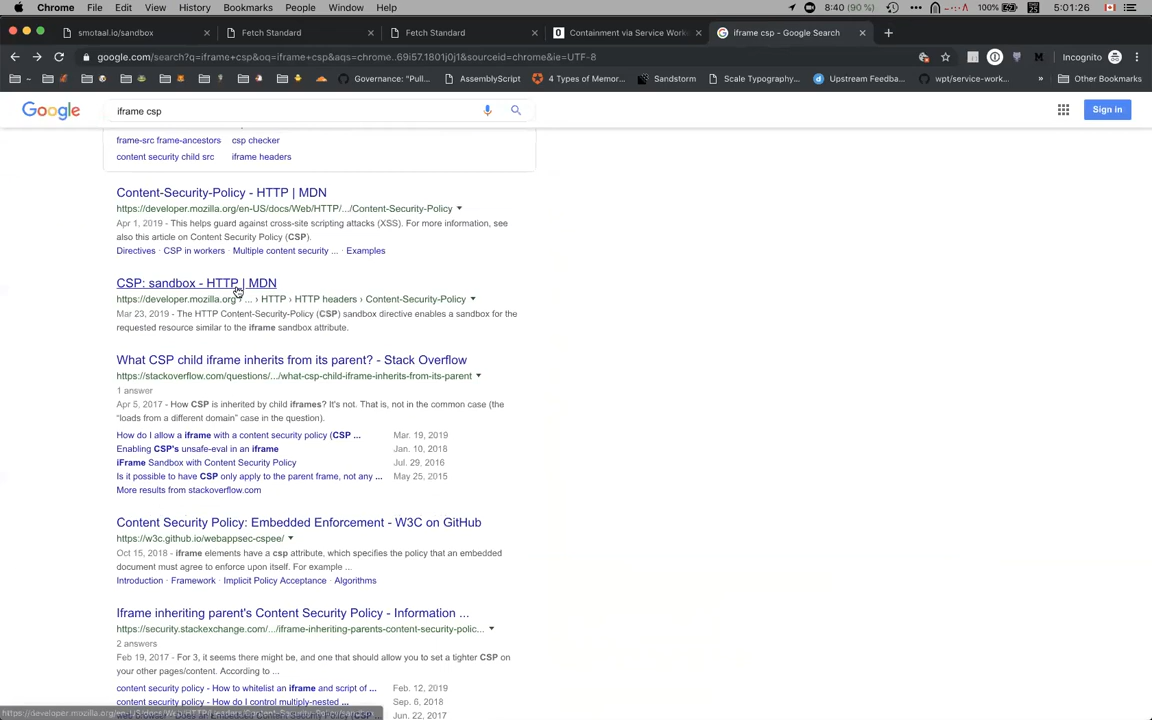 Chrome File Edit View History Bookmarks People Window Help 8:40 (90 %) 100% 5:01:26
smotaal.io/sandbox Fetch Standard Fetch Standard Containment via Service Work iframe csp - Google Search
google.com/search?q=iframe+csp&oq=iframe+csp&aqs=chrome..69i57.1801j0j1&sourceid=chrome&ie=UTF-8 Incognito
Governance: "Pull... AssemblyScript 4 Types of Memor... Sandstorm Scale Typography... Upstream Feedba... wpt/service-work... » Other Bookmarks
Google iframe csp Sign in
frame-src frame-ancestors csp checker
content security child src iframe headers
Content-Security-Policy - HTTP | MDN
https://developer.mozilla.org/en-US/docs/Web/HTTP/.../Content-Security-Policy
Apr 1, 2019 - This helps guard against cross-site scripting attacks (XSS). For more information, see
also this article on Content Security Policy (CSP).
Directives · CSP in workers · Multiple content security ... · Examples
CSP: sandbox - HTTP | MDN
https://developer.mozilla.org › ... › HTTP › HTTP headers › Content-Security-Policy
Mar 23, 2019 - The HTTP Content-Security-Policy (CSP) sandbox directive enables a sandbox for the
requested resource similar to the iframe sandbox attribute.
What CSP child iframe inherits from its parent? - Stack Overflow
https://stackoverflow.com/questions/.../what-csp-child-iframe-inherits-from-its-parent
1 answer
Apr 5, 2017 - How CSP is inherited by child iframes? It's not. That is, not in the common case (the
“loads from a different domain” case in the question).
How do I allow a iframe with a content security policy (CSP ... Mar. 19, 2019
Enabling CSP's unsafe-eval in an iframe Jan. 10, 2018
iFrame Sandbox with Content Security Policy Jul. 29, 2016
Is it possible to have CSP only apply to the parent frame, not any ... May 25, 2015
More results from stackoverflow.com
Content Security Policy: Embedded Enforcement - W3C on GitHub
https://w3c.github.io/webappsec-cspee/
Oct 15, 2018 - iframe elements have a csp attribute, which specifies the policy that an embedded
document must agree to enforce upon itself. For example ...
Introduction · Framework · Implicit Policy Acceptance · Algorithms
Iframe inheriting parent's Content Security Policy - Information ...
https://security.stackexchange.com/.../iframe-inheriting-parents-content-security-polic...
2 answers
Feb 19, 2017 - For 3, it seems there might be, and one that should allow you to set a tighter CSP on
your other pages/content. According to ...
content security policy - How to whitelist an iframe and script of ... Feb. 12, 2019
content security policy - How do I control multiply-nested ... Sep. 6, 2018
Jun. 22, 2017